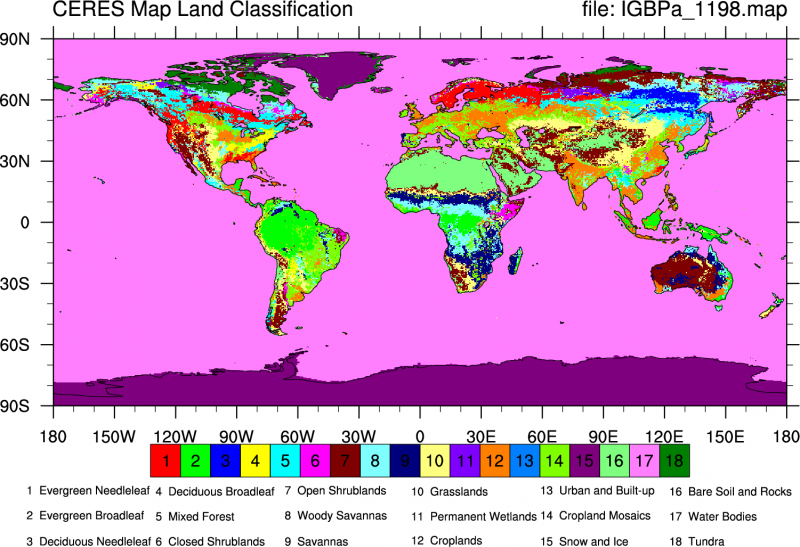 CERES Map Land Classification file: IGBPa_1198.map
90N
60N
30N
0
30S
60S
90S
180 150W 120W 90W 60W 30W 0 30E 60E 90E 120E 150E 180
1 2 3 4 5 6 7 8 9 10 11 12 13 14 15 16 17 18
1 Evergreen Needleleaf 4 Deciduous Broadleaf 7 Open Shrublands 10 Grasslands 13 Urban and Built-up 16 Bare Soil and Rocks
2 Evergreen Broadleaf 5 Mixed Forest 8 Woody Savannas 11 Permanent Wetlands 14 Cropland Mosaics 17 Water Bodies
3 Deciduous Needleleaf 6 Closed Shrublands 9 Savannas 12 Croplands 15 Snow and Ice 18 Tundra